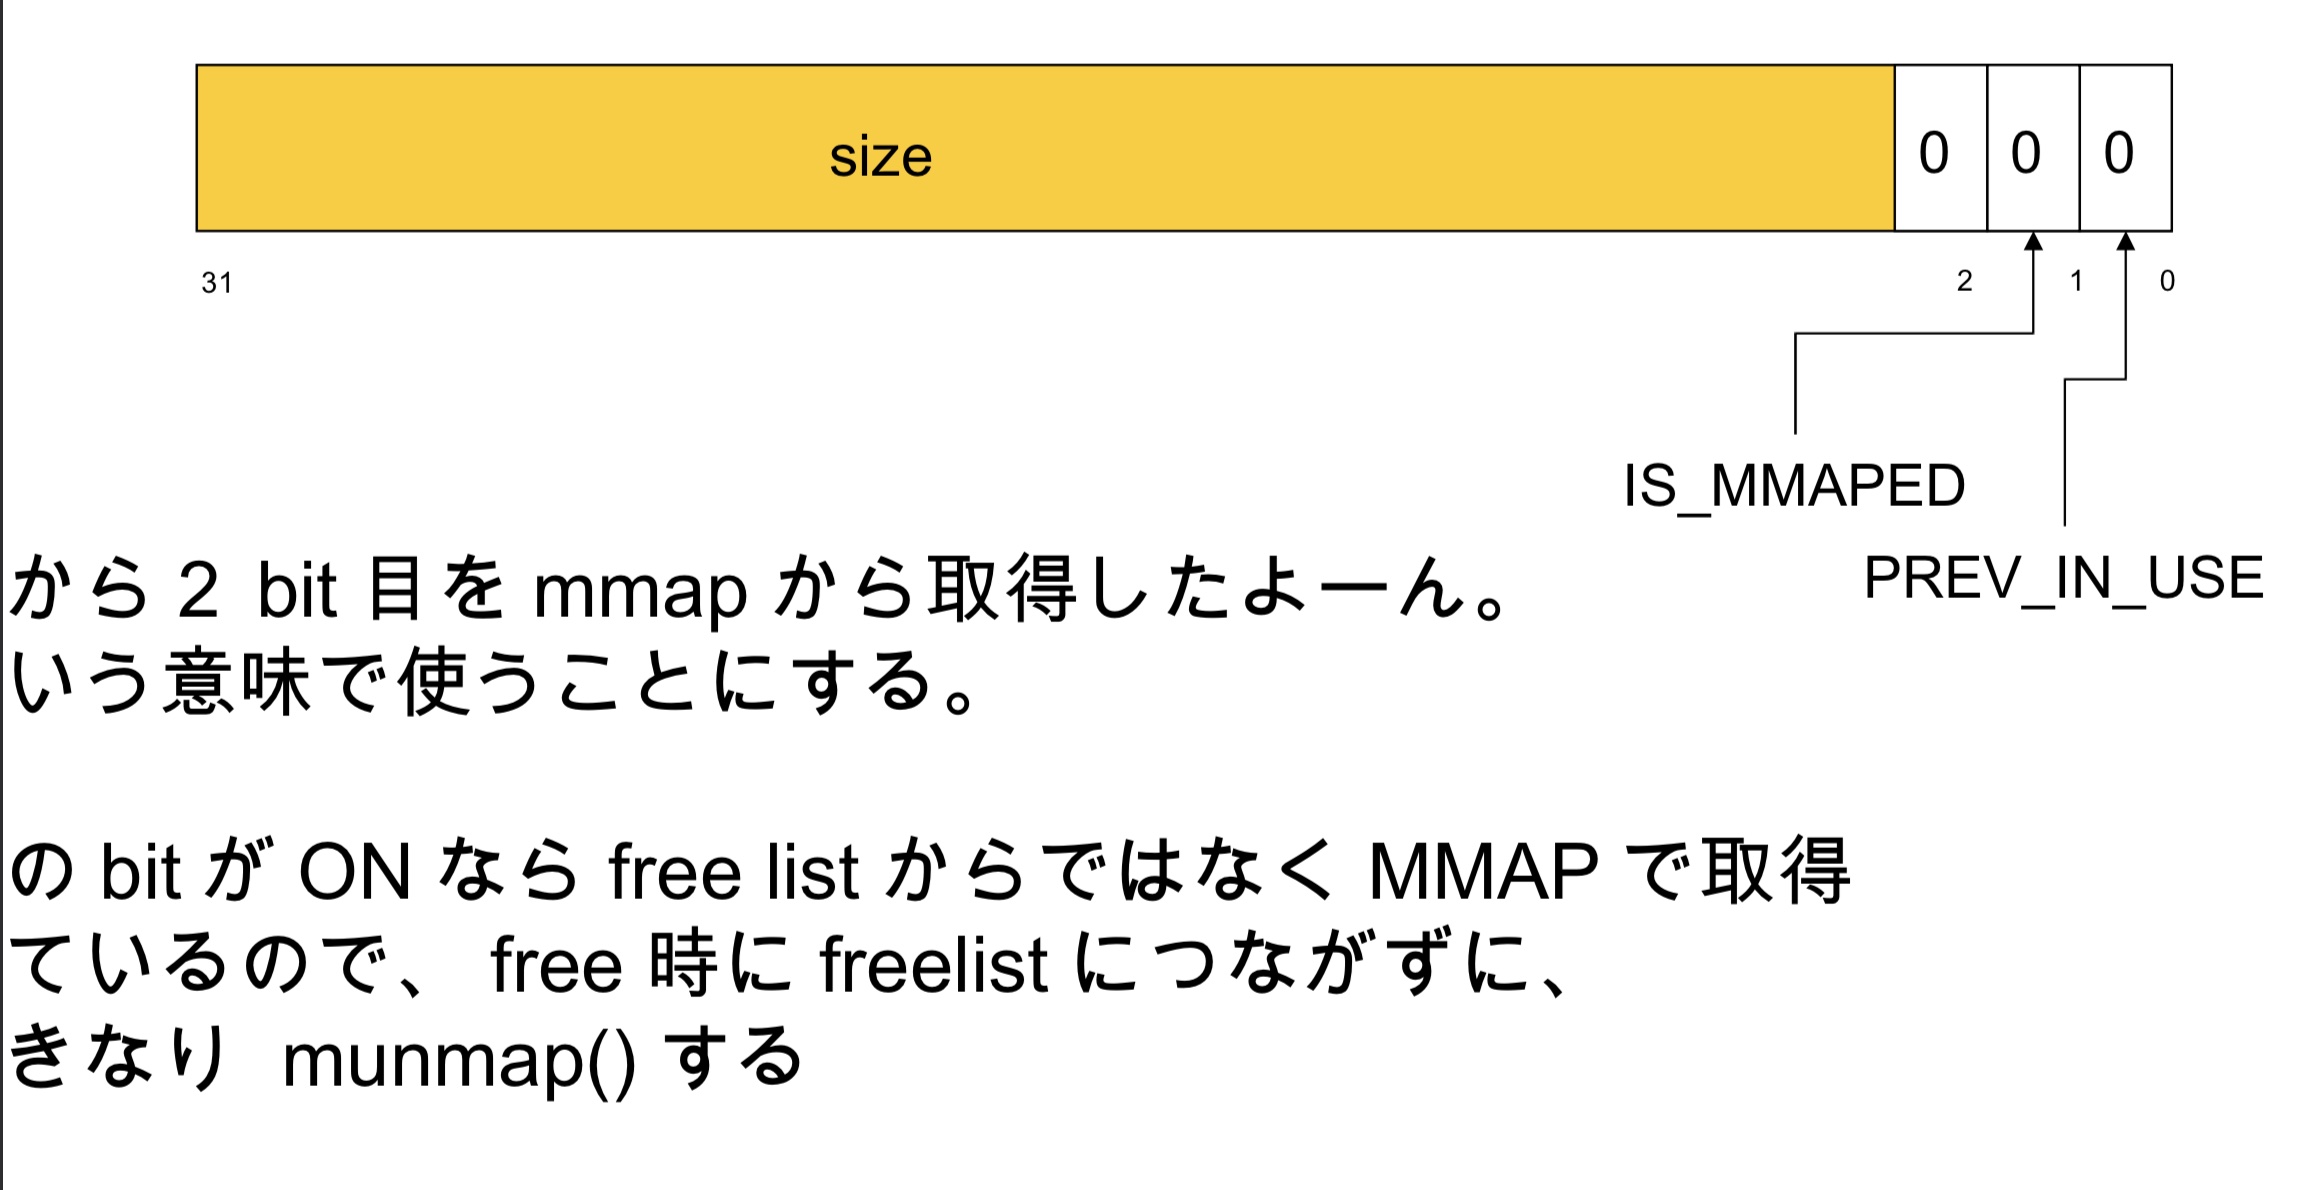 size
0 0 0
31 2 1 0
IS_MMAPED
PREV_IN_USE
から 2 bit 目を mmap から取得したよーん。
いう意味で使うことにする。
の bit が ON なら free list からではなく MMAP で取得
ているので、 free 時に freelist につながずに、
きなり munmap() する